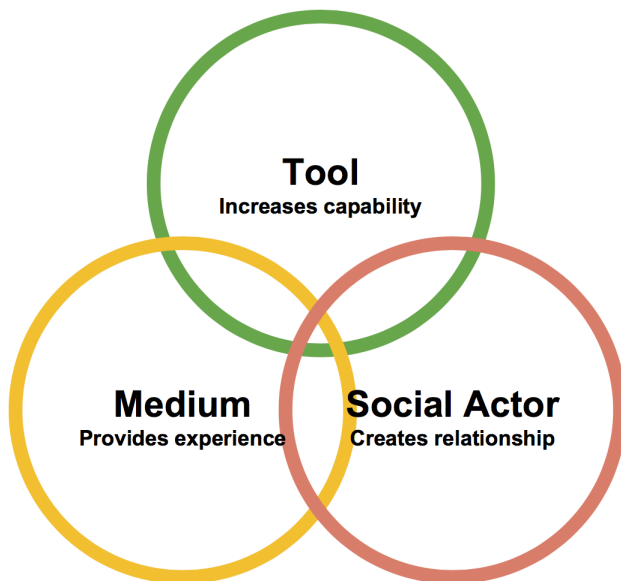 Tool
Increases capability
Medium
Provides experience
Social Actor
Creates relationship